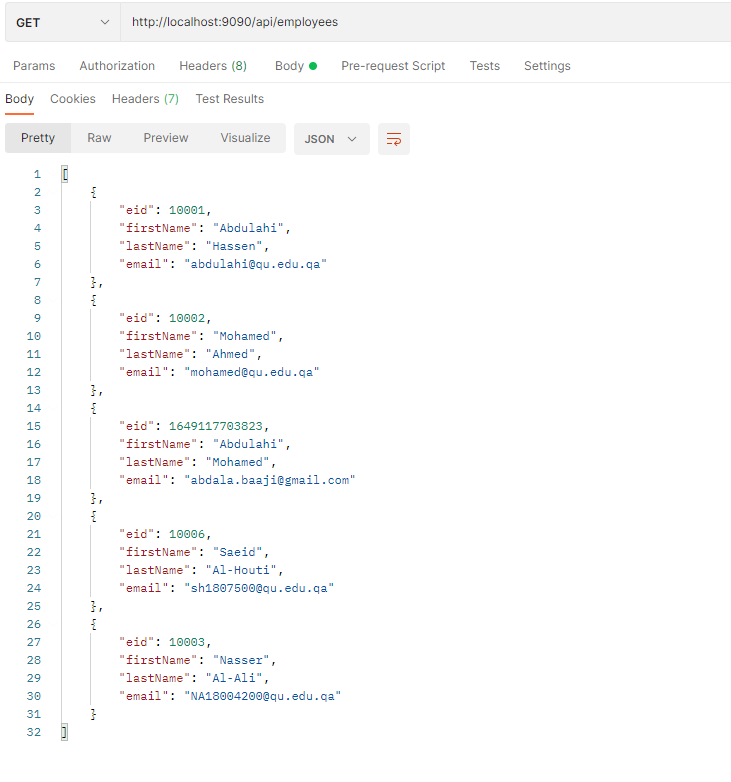 GET http://localhost:9090/api/employees
Params Authorization Headers (8) Body Pre-request Script Tests Settings
Body Cookies Headers (7) Test Results
Pretty Raw Preview Visualize JSON
1 [
2 {
3 "eid": 10001,
4 "firstName": "Abdulahi",
5 "lastName": "Hassen",
6 "email": "abdulahi@qu.edu.qa"
7 },
8 {
9 "eid": 10002,
10 "firstName": "Mohamed",
11 "lastName": "Ahmed",
12 "email": "mohamed@qu.edu.qa"
13 },
14 {
15 "eid": 1649117703823,
16 "firstName": "Abdulahi",
17 "lastName": "Mohamed",
18 "email": "abdala.baaji@gmail.com"
19 },
20 {
21 "eid": 10006,
22 "firstName": "Saeid",
23 "lastName": "Al-Houti",
24 "email": "sh1807500@qu.edu.qa"
25 },
26 {
27 "eid": 10003,
28 "firstName": "Nasser",
29 "lastName": "Al-Ali",
30 "email": "NA18004200@qu.edu.qa"
31 }
32 ]